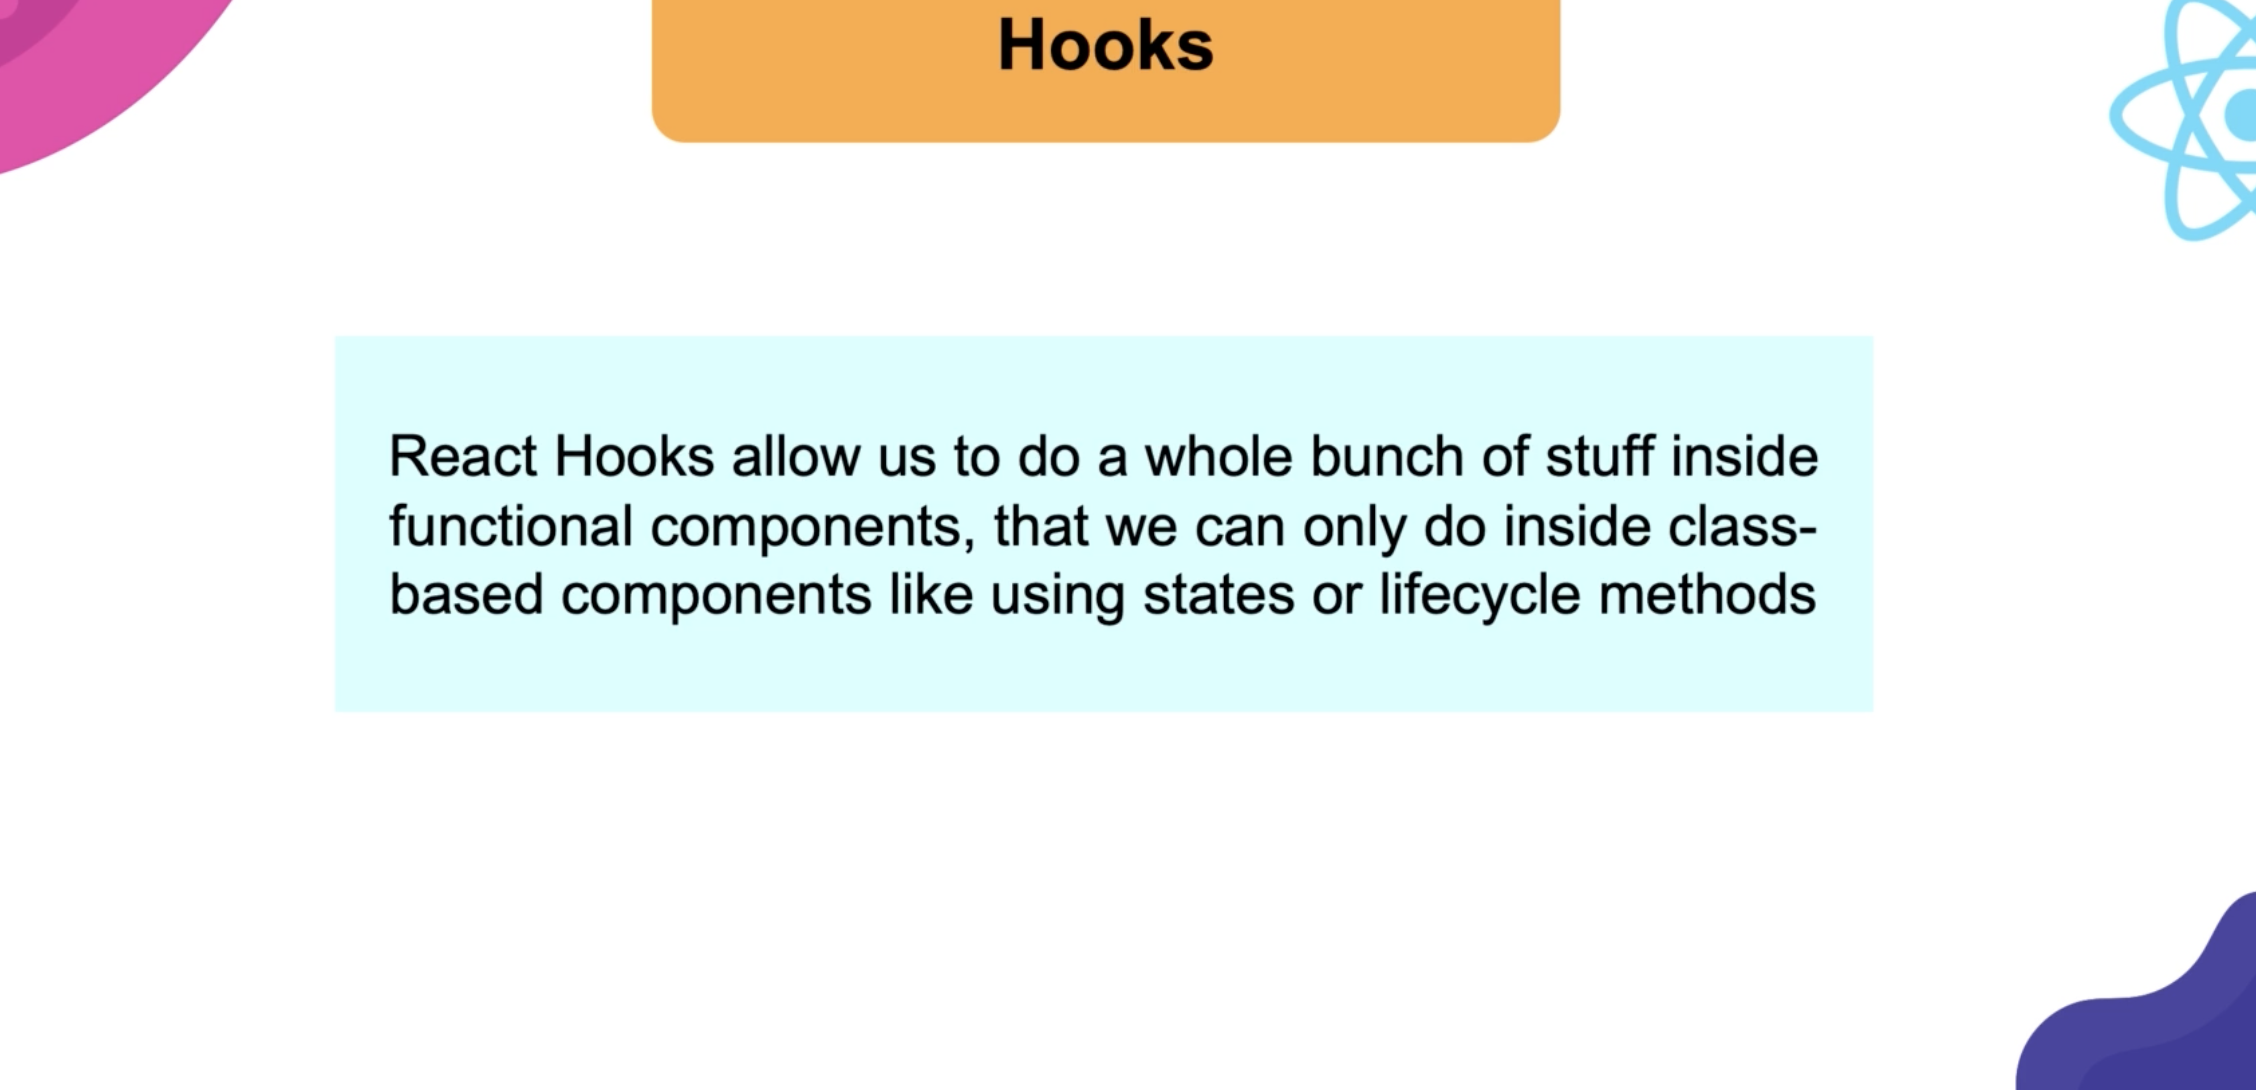 Hooks
React Hooks allow us to do a whole bunch of stuff inside
functional components, that we can only do inside class-
based components like using states or lifecycle methods